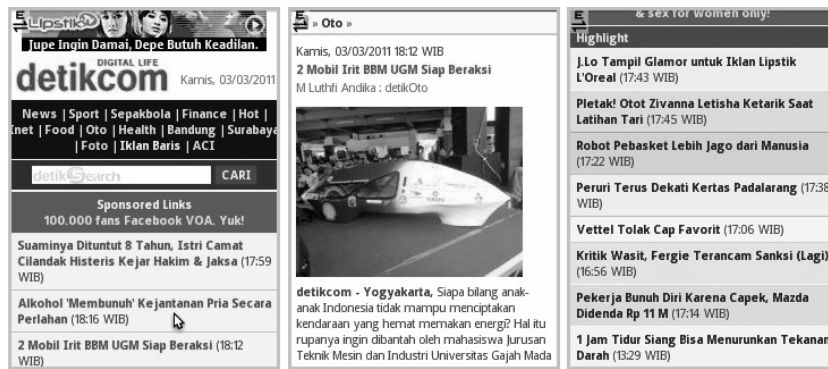 Lipstik
Jupe Ingin Damai, Depe Butuh Keadilan.
DIGITAL LIFE
detikcom Kamis, 03/03/2011
News | Sport | Sepakbola | Finance | Hot |
Inet | Food | Oto | Health | Bandung | Surabaya
| Foto | Iklan Baris | ACI
detikSearch CARI
Sponsored Links
100.000 fans Facebook VOA. Yuk!
Suaminya Dituntut 8 Tahun, Istri Camat
Cilandak Histeris Kejar Hakim & Jaksa (17:59
WIB)
Alkohol 'Membunuh' Kejantanan Pria Secara
Perlahan (18:16 WIB)
2 Mobil Irit BBM UGM Siap Beraksi (18:12
WIB)
» Oto »
Kamis, 03/03/2011 18:12 WIB
2 Mobil Irit BBM UGM Siap Beraksi
M Luthfi Andika : detikOto
detikcom - Yogyakarta, Siapa bilang anak-
anak Indonesia tidak mampu menciptakan
kendaraan yang hemat memakan energi? Hal itu
rupanya ingin dibantah oleh mahasiswa Jurusan
Teknik Mesin dan Industri Universitas Gajah Mada
& sex for women only!
Highlight
J.Lo Tampil Glamor untuk Iklan Lipstik
L'Oreal (17:43 WIB)
Pletak! Otot Zivanna Letisha Ketarik Saat
Latihan Tari (17:45 WIB)
Robot Pebasket Lebih Jago dari Manusia
(17:22 WIB)
Peruri Terus Dekati Kertas Padalarang (17:38
WIB)
Vettel Tolak Cap Favorit (17:06 WIB)
Kritik Wasit, Fergie Terancam Sanksi (Lagi)
(16:56 WIB)
Pekerja Bunuh Diri Karena Capek, Mazda
Didenda Rp 11 M (17:14 WIB)
1 Jam Tidur Siang Bisa Menurunkan Tekanan
Darah (13:29 WIB)